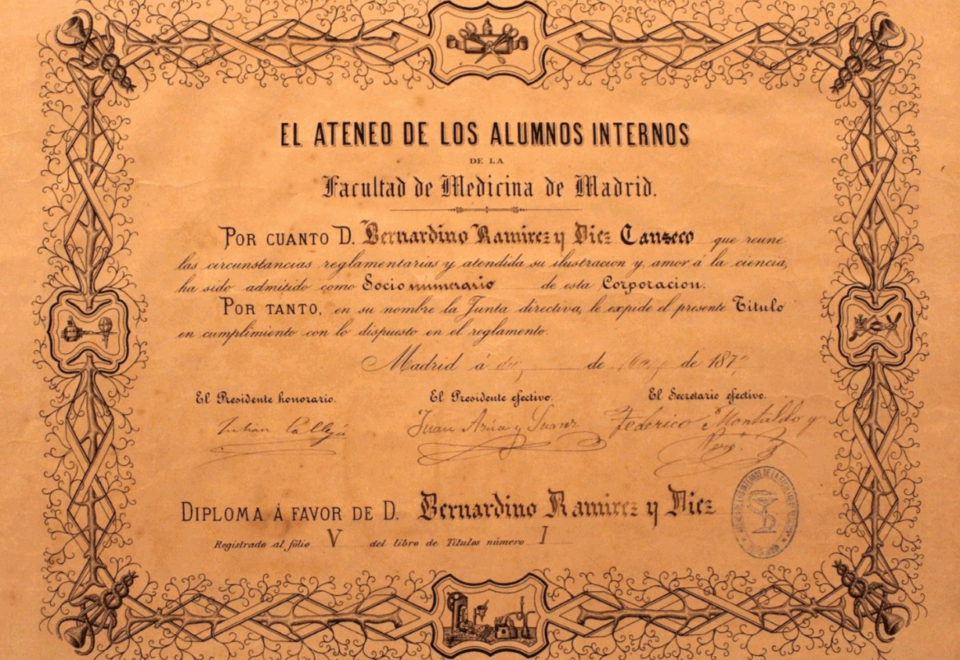 EL ATENEO DE LOS ALUMNOS INTERNOS
DE LA
Facultad de Medicina de Madrid.
POR CUANTO D. Bernardino Ramirez y Diez Canseco que reune
las circunstancias reglamentarias y atendida su ilustracion y amor á la ciencia,
ha sido admitido como Socio numerario de esta Corporacion.
POR TANTO, en su nombre la Junta directiva, le expide el presente Titulo
en cumplimiento con lo dispuesto en el reglamento.
Madrid á de de 187
El Presidente honorario. El Presidente efectivo. El Secretario efectivo.
Julian Calleja Juan Azúa y Suarez Federico Montaldo y
DIPLOMA Á FAVOR DE D. Bernardino Ramirez y Diez
Registrado al fólio V del libro de Titulos número I